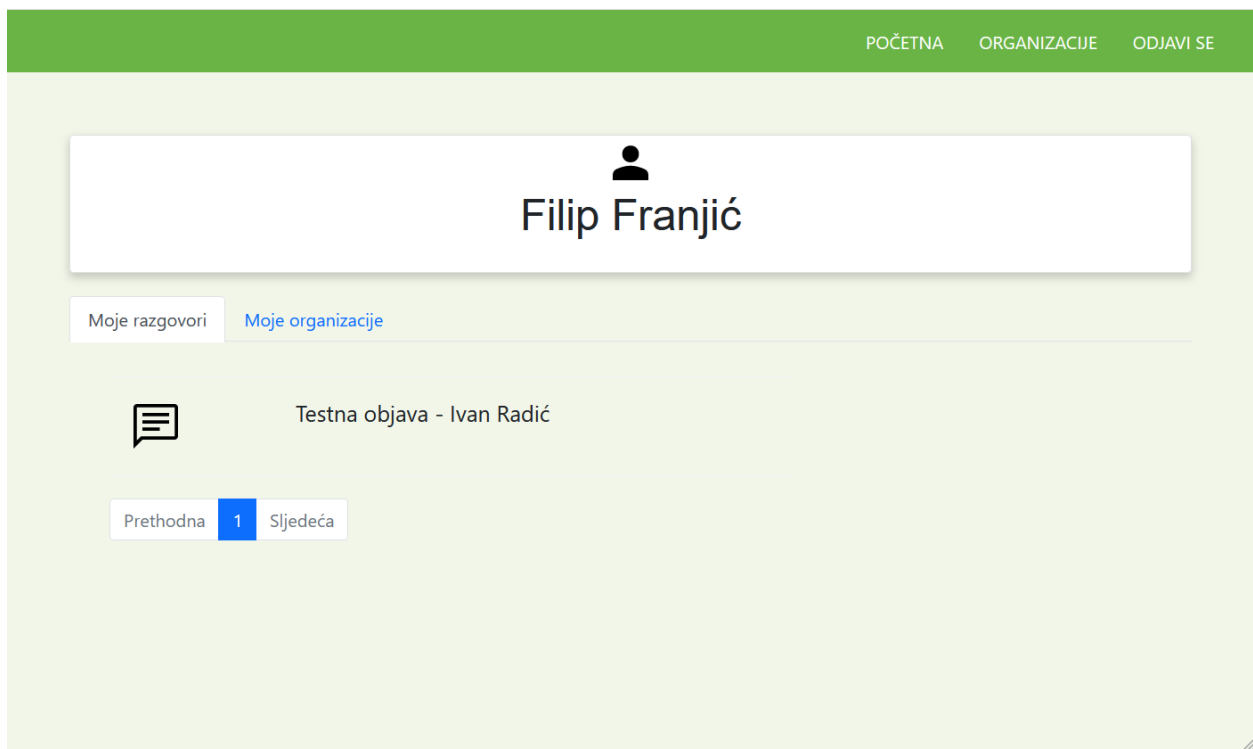 POČETNA ORGANIZACIJE ODJAVI SE
Filip Franjić
Moje razgovori Moje organizacije
Testna objava - Ivan Radić
Prethodna 1 Sljedeća